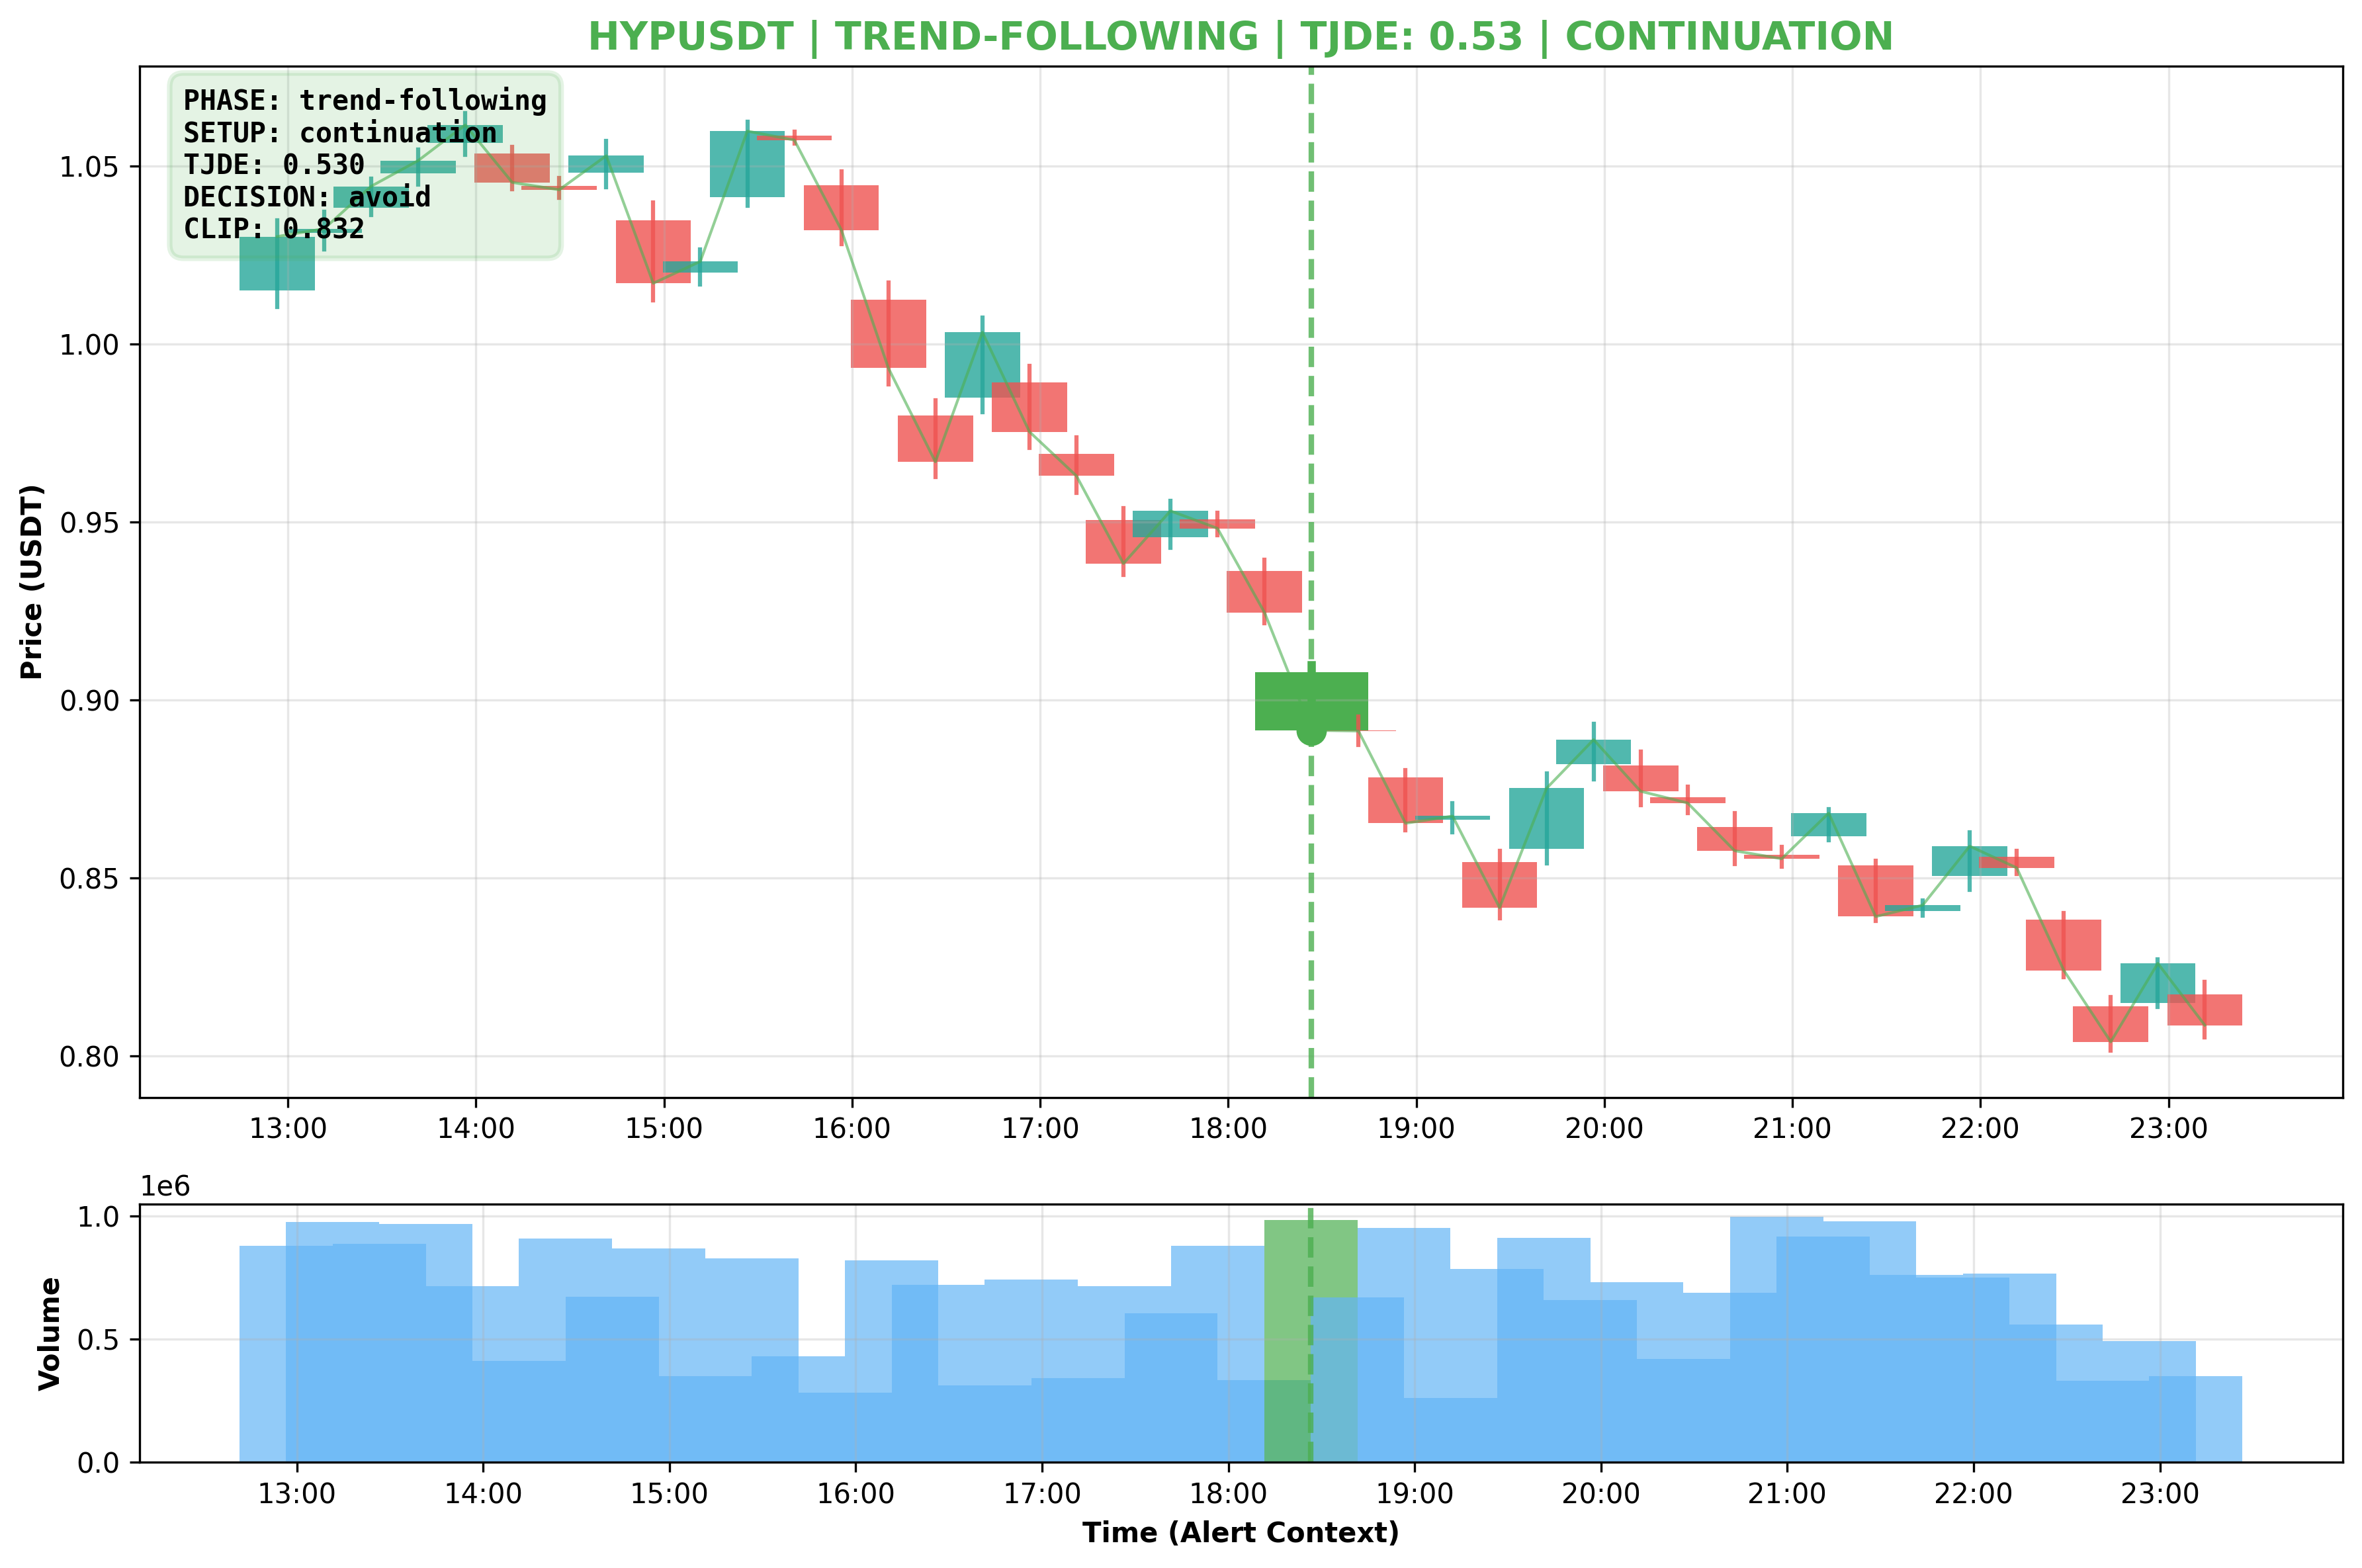 HYPUSDT | TREND-FOLLOWING | TJDE: 0.53 | CONTINUATION
PHASE: trend-following
SETUP: continuation
TJDE: 0.530
DECISION: avoid
CLIP: 0.832
Price (USDT)
1.05
1.00
0.95
0.90
0.85
0.80
13:00 14:00 15:00 16:00 17:00 18:00 19:00 20:00 21:00 22:00 23:00
1e6
Volume
1.0
0.5
0.0
13:00 14:00 15:00 16:00 17:00 18:00 19:00 20:00 21:00 22:00 23:00
Time (Alert Context)